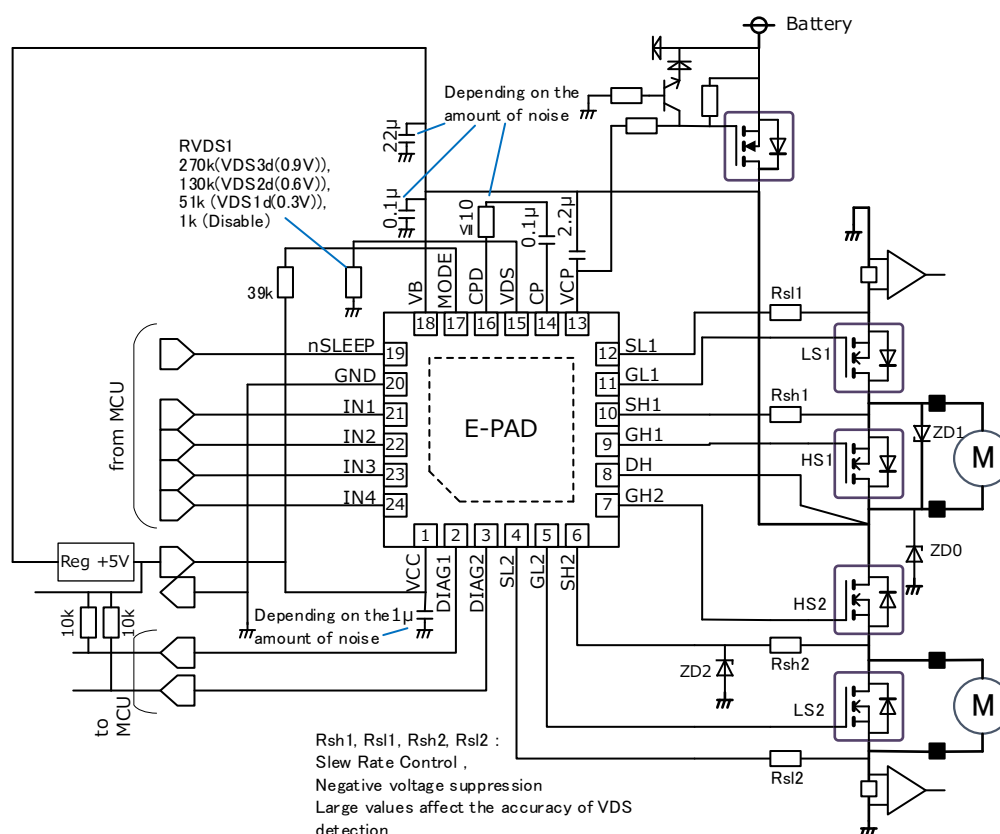 Battery
Depending on the
amount of noise
22μ
RVDS1
270k(VDS3d(0.9V)),
130k(VDS2d(0.6V)),
51k (VDS1d(0.3V)),
1k (Disable)
0.1μ
≦10
0.1μ
2.2μ
39k
VB
MODE
CPD
VDS
CP
VCP
18
17
16
15
14
13
Rsl1
from MCU
nSLEEP
19
12
SL1
LS1
GND
20
11
GL1
IN1
21
10
SH1
Rsh1
IN2
22
E-PAD
9
GH1
ZD1
M
HS1
IN3
23
8
DH
IN4
24
7
GH2
1
2
3
4
5
6
Reg +5V
VCC
DIAG1
DIAG2
SL2
GL2
SH2
ZD0
HS2
10k
10k
Depending on the
amount of noise
1μ
ZD2
Rsh2
to
MCU
LS2
M
Rsh1, Rsl1, Rsh2, Rsl2 :
Slew Rate Control ,
Negative voltage suppression
Large values affect the accuracy of VDS
detection
Rsl2